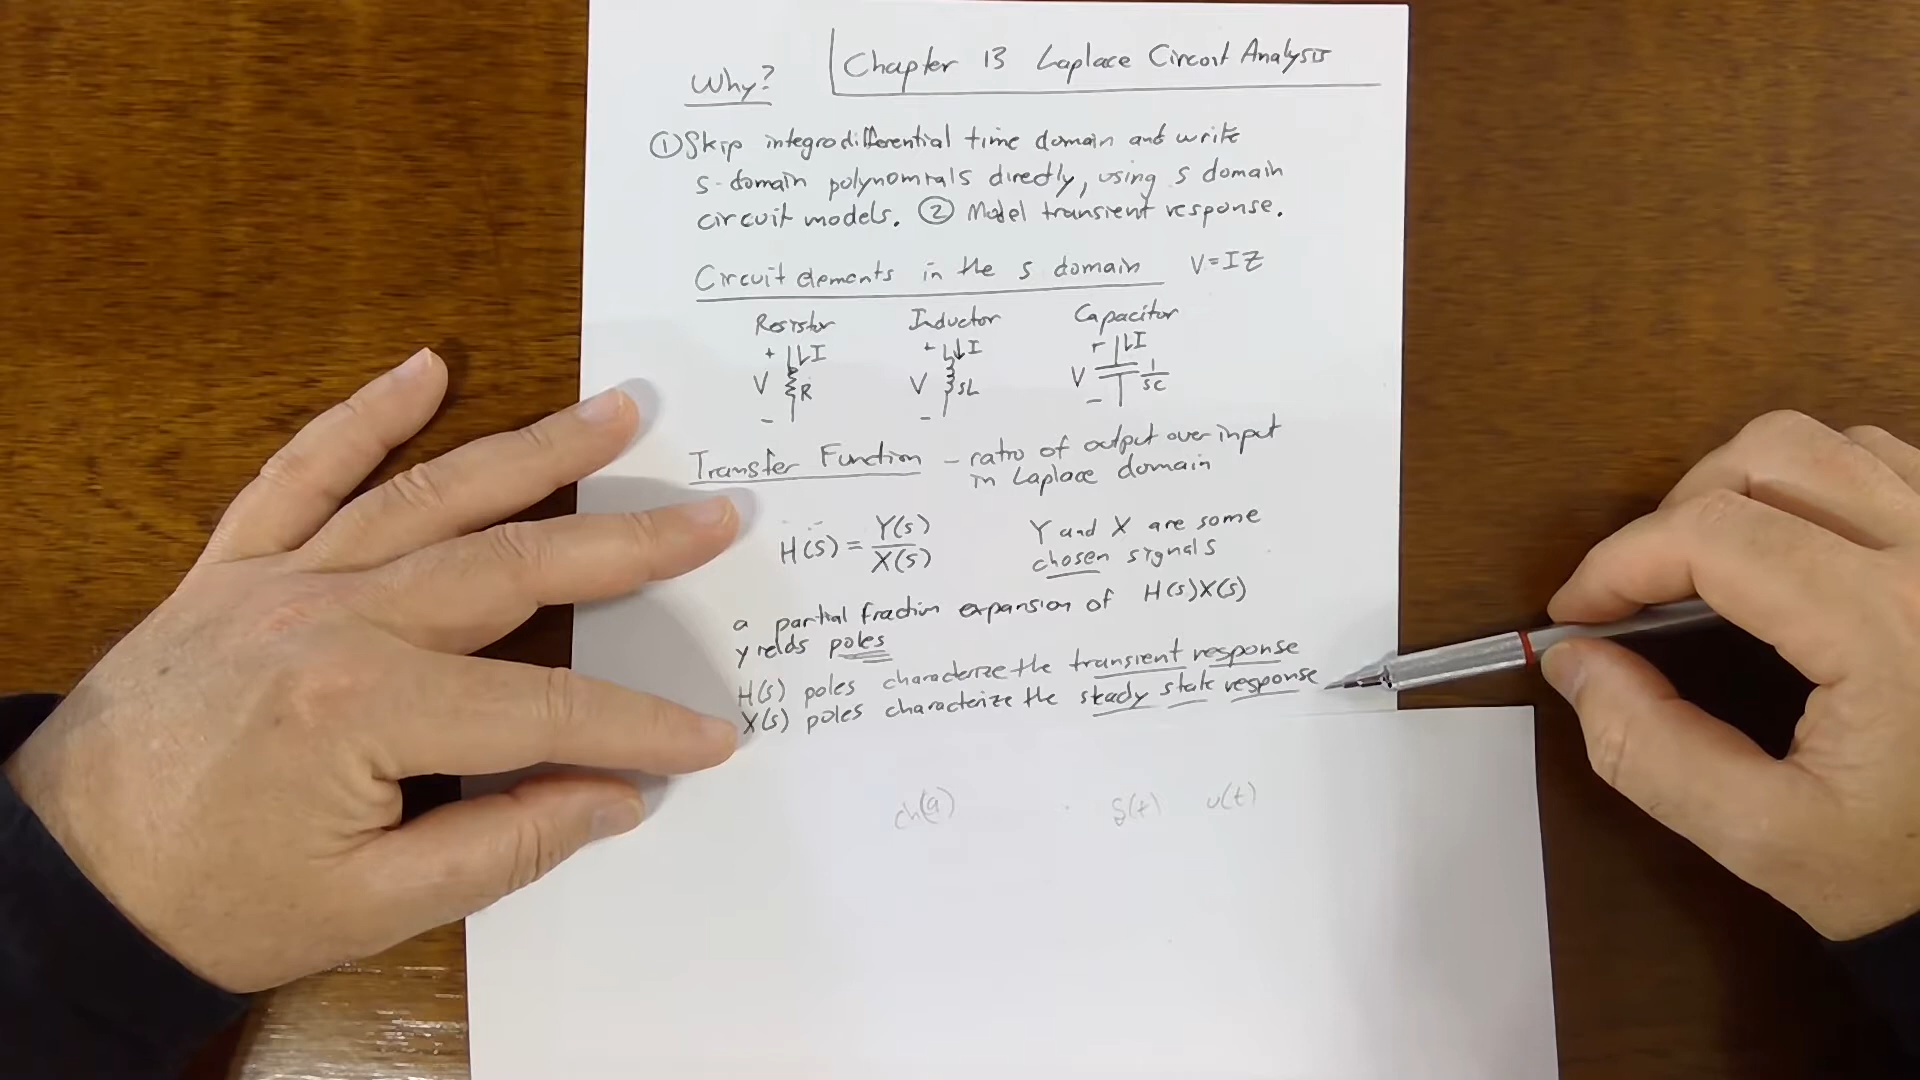 Why?
Chapter 13 Laplace Circuit Analysis
① Skip integrodifferential time domain and write
s-domain polynomials directly, using s domain
circuit models. ② Model transient response.
Circuit elements in the s domain V = IZ
Resistor Inductor Capacitor
+ I + I + I
V R V sL V 1/sC
- - -
Transfer Function - ratio of output over input
in Laplace domain
H(s) = Y(s)/X(s)
Y and X are some
chosen signals
a partial fraction expansion of H(s)X(s)
yields poles
H(s) poles characterize the transient response
X(s) poles characterize the steady state response
δ(t) u(t)